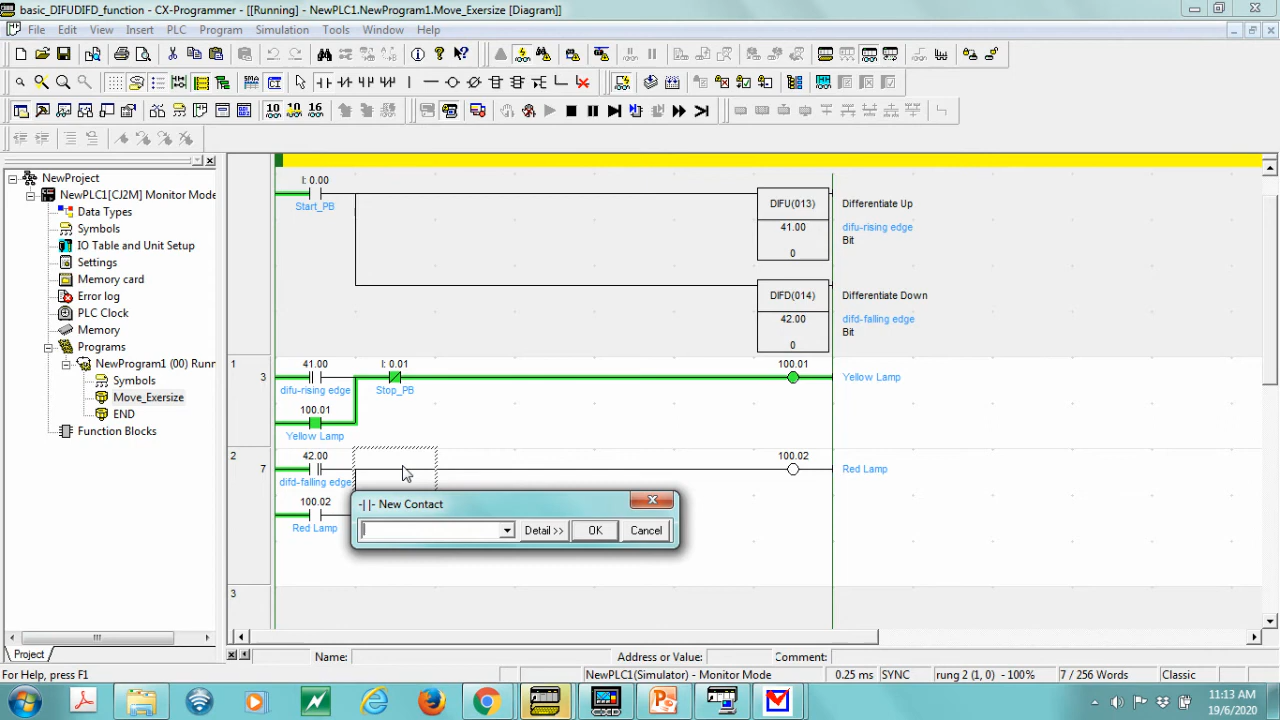 basic_DIFUDIFD_function - CX-Programmer - [[Running] - NewPLC1.NewProgram1.Move_Exersize [Diagram]]
File Edit View Insert PLC Program Simulation Tools Window Help
10 10 16
NewProject
NewPLC1[CJ2M] Monitor Mode
Data Types
Symbols
IO Table and Unit Setup
Settings
Memory card
Error log
PLC Clock
Memory
Programs
NewProgram1 (00) Runn
Symbols
Move_Exersize
END
Function Blocks
Project
I: 0.00
Start_PB
DIFU(013)
Differentiate Up
41.00
difu-rising edge
Bit
0
DIFD(014)
Differentiate Down
42.00
difd-falling edge
Bit
0
1
3
41.00
I: 0.01
100.01
Yellow Lamp
difu-rising edge
Stop_PB
100.01
Yellow Lamp
2
7
42.00
100.02
Red Lamp
difd-falling edge
100.02
Red Lamp
-| |- New Contact
Detail >> OK Cancel
3
Name: Address or Value: Comment:
For Help, press F1
NewPLC1(Simulator) - Monitor Mode 0.25 ms SYNC rung 2 (1, 0) - 100% 7 / 256 Words Classic
11:13 AM
19/6/2020